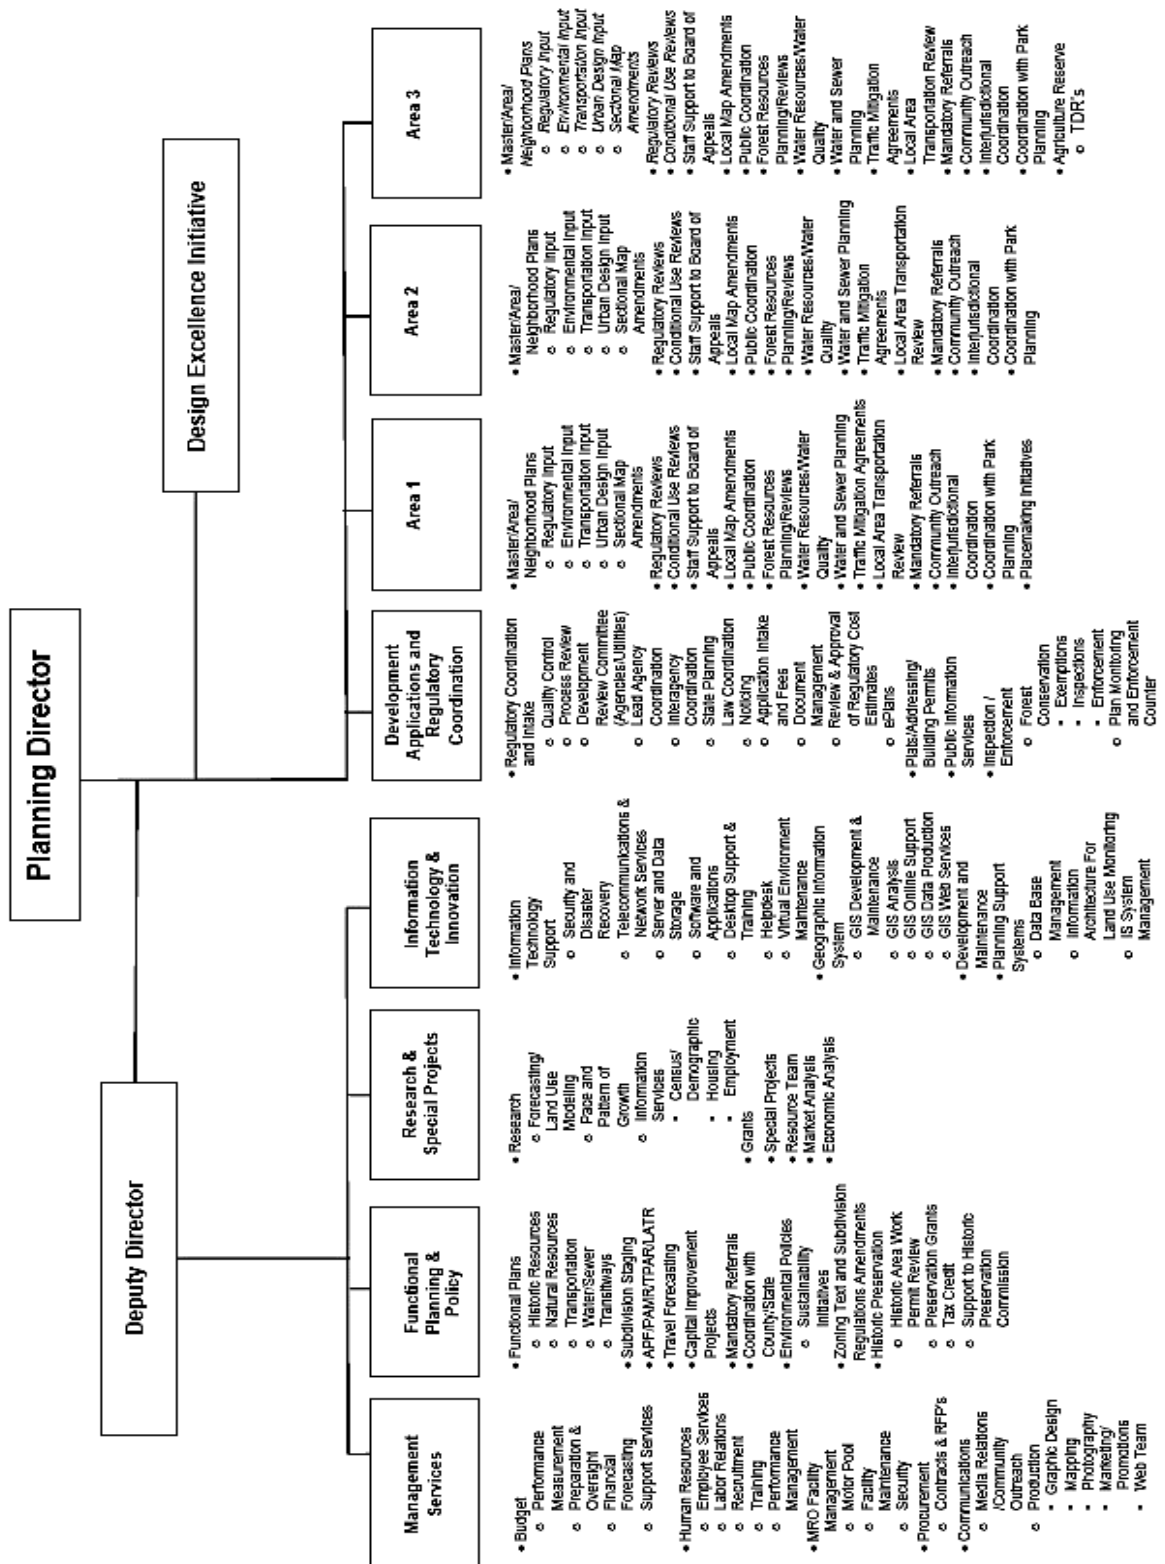 Planning Director
Deputy Director
Design Excellence Initiative
Management
Services
Functional
Planning &
Policy
Research &
Special Projects
Information
Technology &
Innovation
Development
Applications and
Regulatory
Coordination
Area 1
Area 2
Area 3
• Budget
o Performance
Measurement
o Preparation &
Oversight
o Financial
Forecasting
o Support Services
• Human Resources
o Employee Services
o Labor Relations
o Recruitment
o Training
o Performance
Management
• MRO Facility
Management
o Motor Pool
o Facility
Maintenance
o Security
• Procurement
o Contracts & RFP's
• Communications
o Media Relations
/Community
Outreach
o Production
▪ Graphic Design
▪ Mapping
▪ Photography
▪ Marketing/
Promotions
▪ Web Team
• Functional Plans
o Historic Resources
o Natural Resources
o Transportation
o Water/Sewer
o Transitways
• Subdivision Staging
• APF/PAMR/TPAR/LATR
• Travel Forecasting
• Capital Improvement
Projects
• Mandatory Referrals
• Coordination with
County/State
• Environmental Policies
o Sustainability
Initiatives
• Zoning Text and Subdivision
Regulations Amendments
• Historic Preservation
o Historic Area Work
Permit Review
o Preservation Grants
o Tax Credit
o Support to Historic
Preservation
Commission
• Research
o Forecasting/
Land Use
Modeling
o Pace and
Pattern of
Growth
o Information
Services
▪ Census/
Demographic
▪ Housing
▪ Employment
• Grants
• Special Projects
• Resource Team
• Market Analysis
• Economic Analysis
• Information
Technology
Support
o Security and
Disaster
Recovery
o Telecommunications &
Network Services
o Server and Data
Storage
o Software and
Applications
o Desktop Support &
Training
o Helpdesk
o Virtual Environment
Maintenance
• Geographic Information
System
o GIS Development &
Maintenance
o GIS Analysis
o GIS Online Support
o GIS Data Production
o GIS Web Services
• Development and
Maintenance
• Planning Support
Systems
o Data Base
Management
o Information
Architecture For
Land Use Monitoring
o IS System
Management
• Regulatory Coordination
and Intake
o Quality Control
o Process Review
o Development
Review Committee
(Agencies/Utilities)
o Lead Agency
Coordination
o Interagency
Coordination
o State Planning
Law Coordination
o Noticing
o Application Intake
and Fees
o Document
Management
o Review & Approval
of Regulatory Cost
Estimates
o ePlans
• Plats/Addressing/
Building Permits
• Public Information
Services
• Inspection /
Enforcement
o Forest
Conservation
▪ Exemptions
▪ Inspections
▪ Enforcement
o Plan Monitoring
and Enforcement
Counter
• Master/Area/
Neighborhood Plans
o Regulatory Input
o Environmental Input
o Transportation Input
o Urban Design Input
o Sectional Map
Amendments
• Regulatory Reviews
• Conditional Use Reviews
• Staff Support to Board of
Appeals
• Local Map Amendments
• Public Coordination
• Forest Resources
Planning/Reviews
• Water Resources/Water
Quality
• Water and Sewer Planning
• Traffic Mitigation Agreements
• Local Area Transportation
Review
• Mandatory Referrals
• Community Outreach
• Interjurisdictional
Coordination
• Coordination with Park
Planning
• Placemaking Initiatives
• Master/Area/
Neighborhood Plans
o Regulatory Input
o Environmental Input
o Transportation Input
o Urban Design Input
o Sectional Map
Amendments
• Regulatory Reviews
• Conditional Use Reviews
• Staff Support to Board of
Appeals
• Local Map Amendments
• Public Coordination
• Forest Resources
• Planning/Reviews
• Water Resources/Water
Quality
• Water and Sewer Planning
• Traffic Mitigation
Agreements
• Local Area Transportation
Review
• Mandatory Referrals
• Community Outreach
• Interjurisdictional
Coordination
• Coordination with Park
Planning
• Master/Area/
Neighborhood Plans
o Regulatory Input
o Environmental Input
o Transportation Input
o Urban Design Input
o Sectional Map
Amendments
• Regulatory Reviews
• Conditional Use Reviews
• Staff Support to Board of
Appeals
• Local Map Amendments
• Public Coordination
• Forest Resources
Planning/Reviews
• Water Resources/Water
Quality
• Water and Sewer
Planning
• Traffic Mitigation
Agreements
• Local Area
Transportation Review
• Mandatory Referrals
• Community Outreach
• Interjurisdictional
Coordination
• Coordination with Park
Planning
• Agriculture Reserve
o TDR's